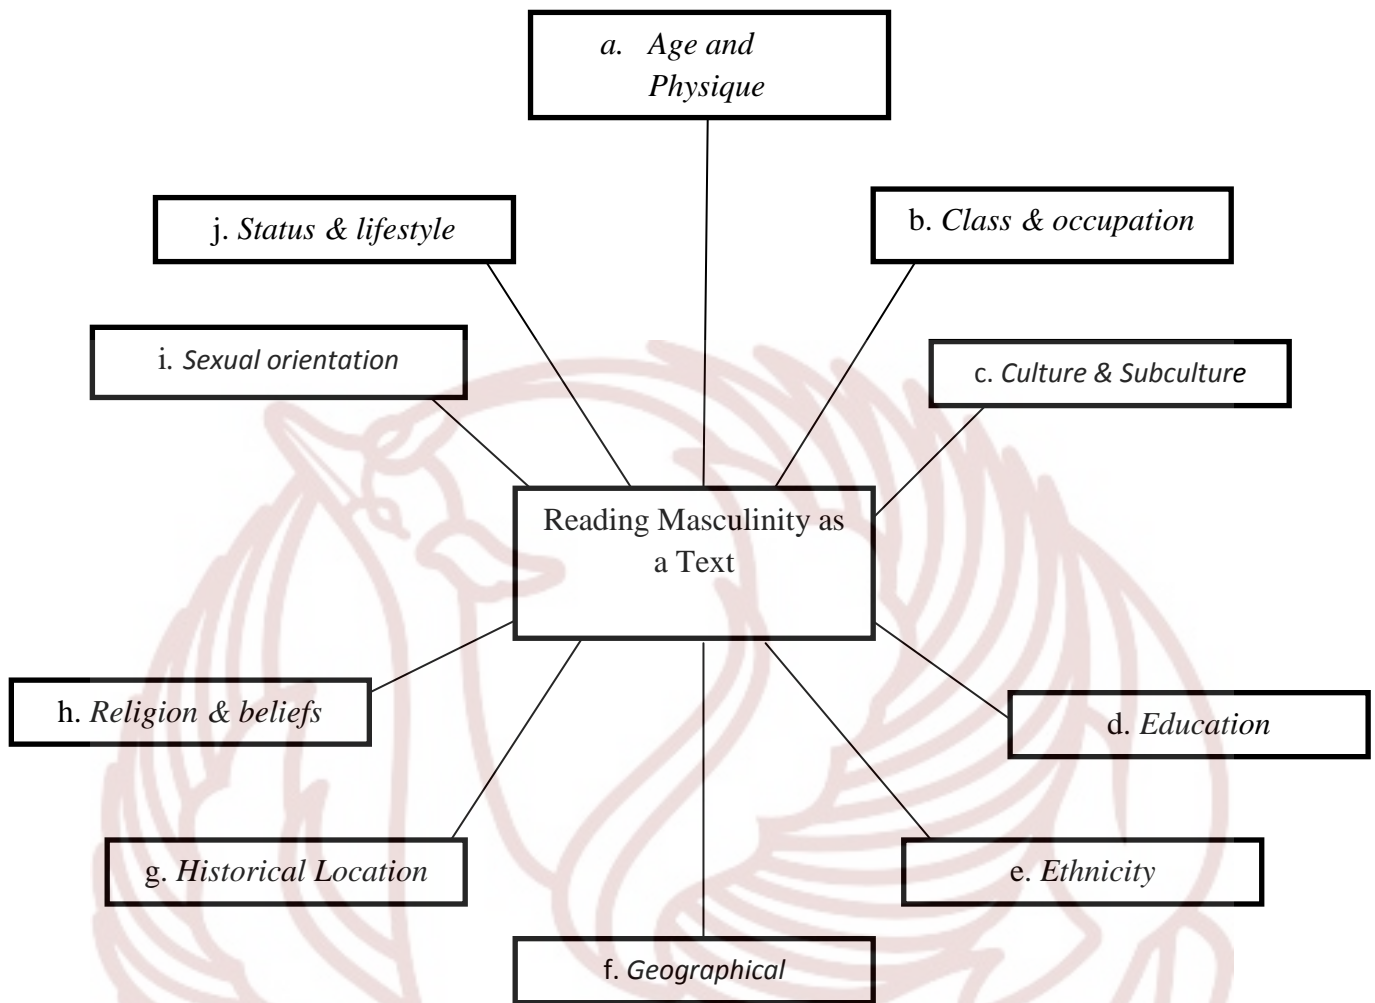 a. Age and
Physique
j. Status & lifestyle
b. Class & occupation
i. Sexual orientation
c. Culture & Subculture
Reading Masculinity as
a Text
h. Religion & beliefs
d. Education
g. Historical Location
e. Ethnicity
f. Geographical